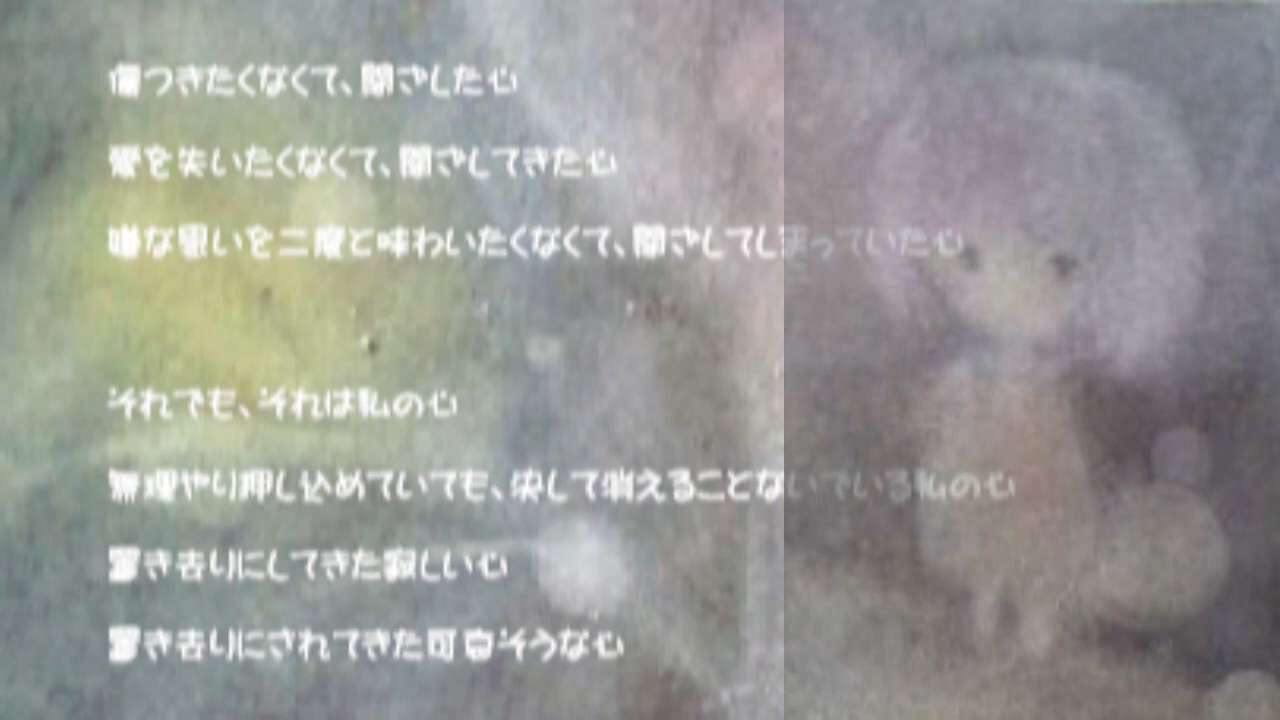 傷つきたくなくて、閉ざした心
愛を失いたくなくて、閉ざしてきた心
嫌な思いを二度と味わいたくなくて、閉ざしてしまっていた心
それでも、それは私の心
無理やり押し込めていても、決して消えることないでいる私の心
置き去りにしてきた寂しい心
置き去りにされてきた可哀そうな心